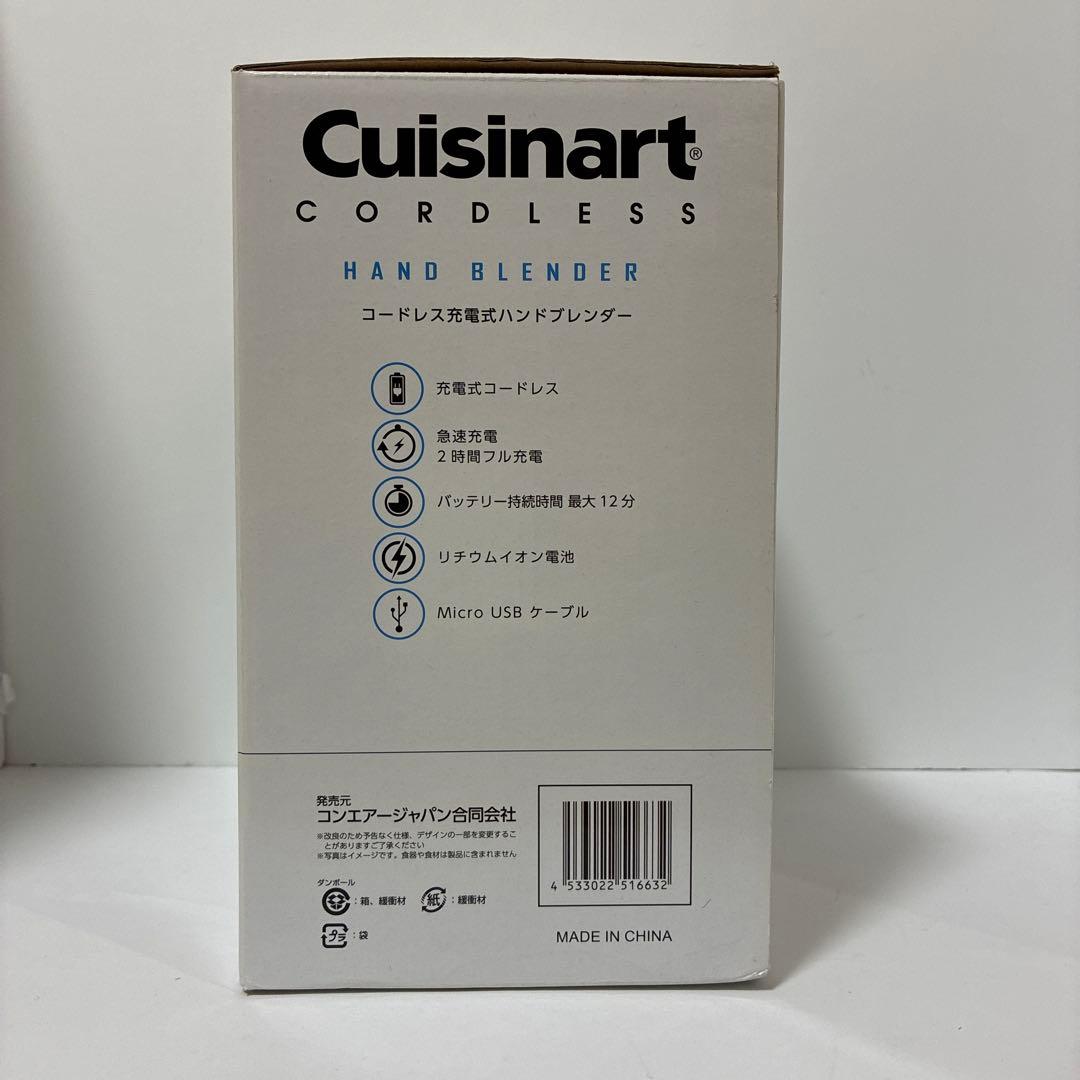 Cuisinart®
CORDLESS
HAND BLENDER
コードレス充電式ハンドブレンダー
充電式コードレス
急速充電
2時間フル充電
バッテリー持続時間 最大12分
リチウムイオン電池
Micro USB ケーブル
発売元
コンエアージャパン合同会社
※改良のため予告なく仕様、デザインの一部を変更するこ
とがありますご了承ください
※写真はイメージです。食器や食材は製品に含まれません
ダンボール
：箱、緩衝材 紙：緩衝材
プラ：袋
4 533022 516632
MADE IN CHINA